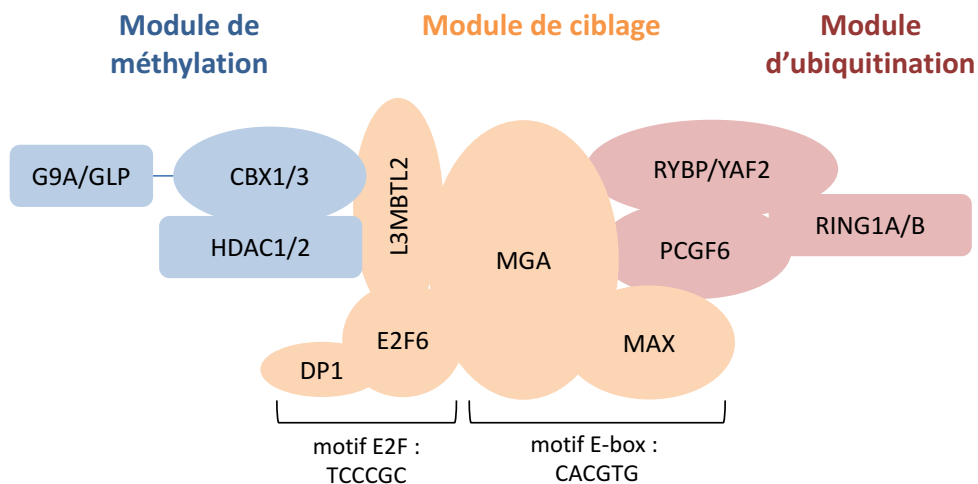 Module de
méthylation
Module de ciblage
Module
d'ubiquitination
G9A/GLP
CBX1/3
HDAC1/2
L3MBTL2
MGA
RYBP/YAF2
RING1A/B
PCGF6
E2F6
DP1
MAX
motif E2F :
TCCCGC
motif E-box :
CACGTG